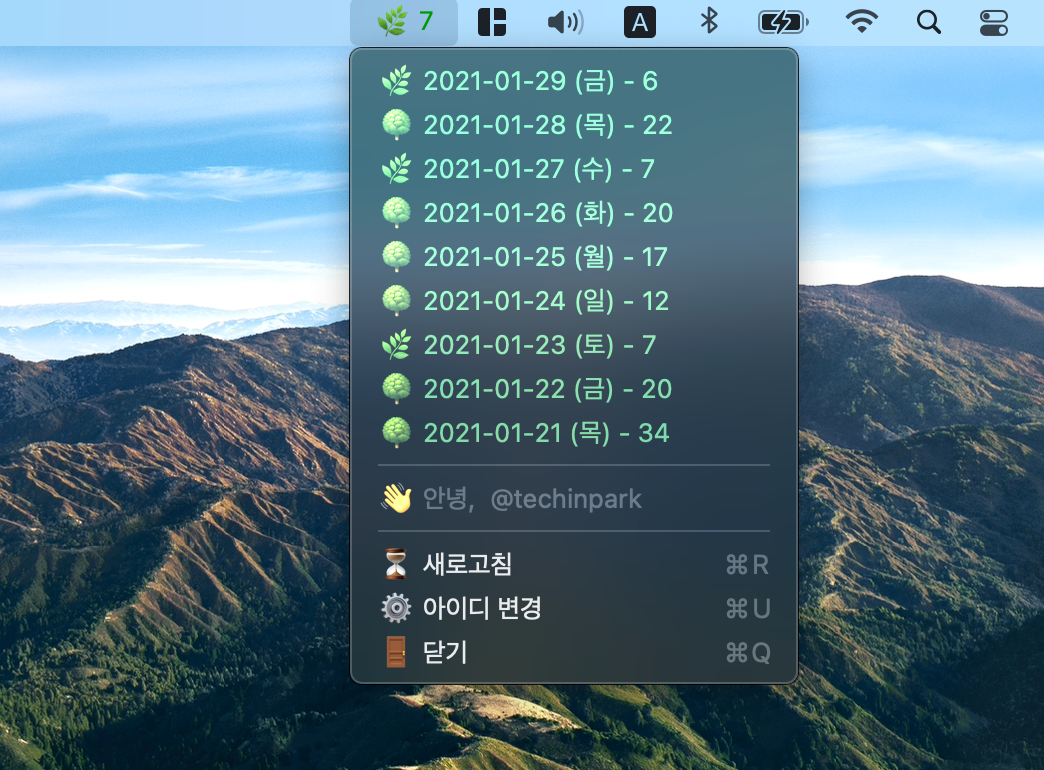 🌿 7
A
🌿 2021-01-29 (금) - 6
🌳 2021-01-28 (목) - 22
🌿 2021-01-27 (수) - 7
🌳 2021-01-26 (화) - 20
🌳 2021-01-25 (월) - 17
🌳 2021-01-24 (일) - 12
🌿 2021-01-23 (토) - 7
🌳 2021-01-22 (금) - 20
🌳 2021-01-21 (목) - 34
👋 안녕, @techinpark
⏳ 새로고침 ⌘R
⚙️ 아이디 변경 ⌘U
🚪 닫기 ⌘Q